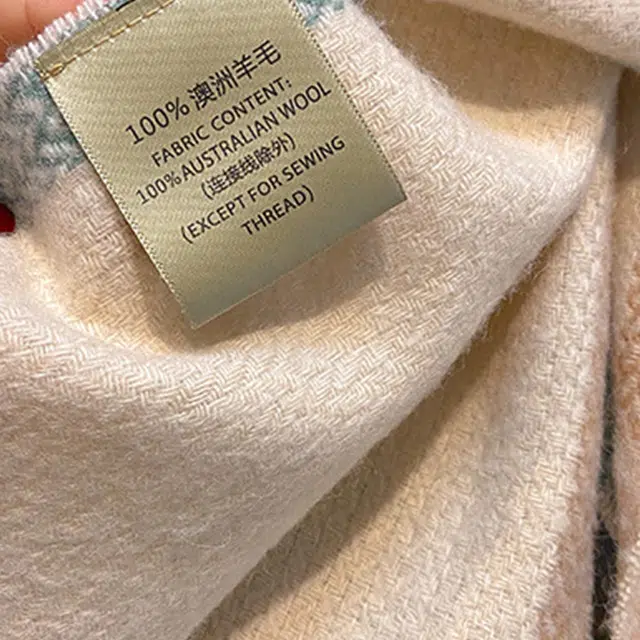 100% 澳洲羊毛
FABRIC CONTENT:
100% AUSTRALIAN WOOL
(连接线除外)
(EXCEPT FOR SEWING
THREAD)